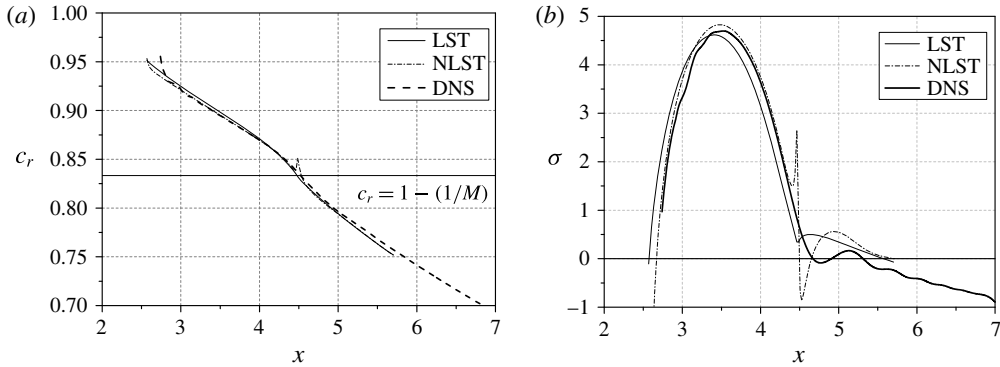 (a)
1.00
0.95
0.90
0.85
0.80
0.75
0.70
c_r
LST
NLST
DNS
c_r = 1 − (1/M)
2 3 4 5 6 7
x
(b)
5
4
3
2
1
0
−1
σ
LST
NLST
DNS
2 3 4 5 6 7
x